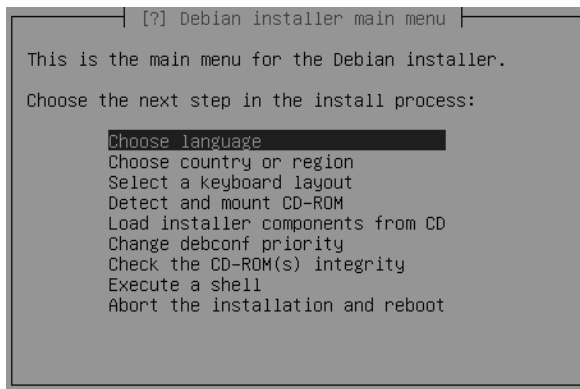 [?] Debian installer main menu
This is the main menu for the Debian installer.
Choose the next step in the install process:
Choose language
Choose country or region
Select a keyboard layout
Detect and mount CD-ROM
Load installer components from CD
Change debconf priority
Check the CD-ROM(s) integrity
Execute a shell
Abort the installation and reboot